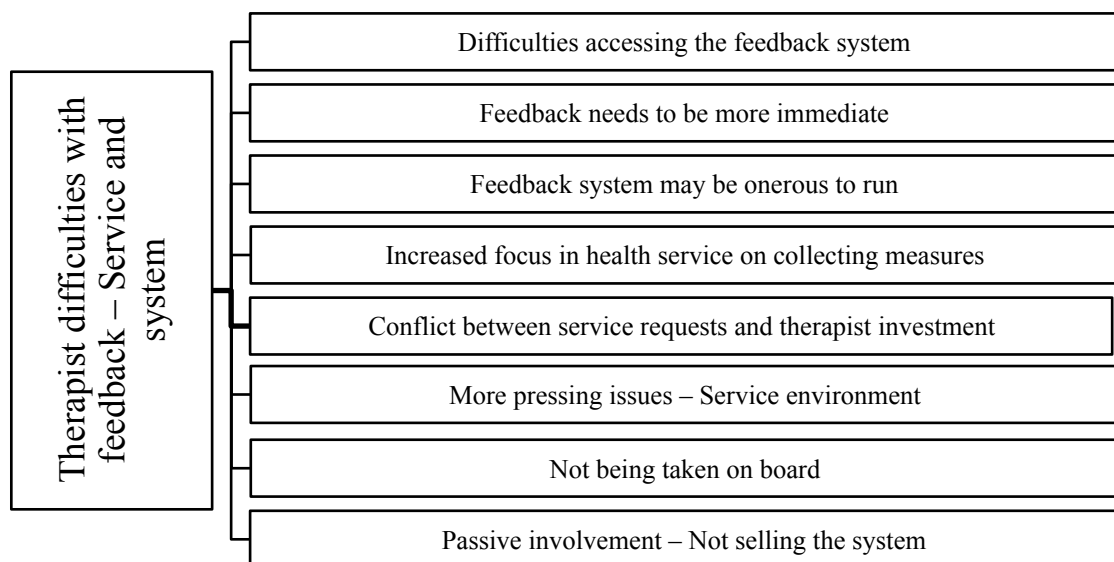 Therapist difficulties with
feedback – Service and
system
Difficulties accessing the feedback system
Feedback needs to be more immediate
Feedback system may be onerous to run
Increased focus in health service on collecting measures
Conflict between service requests and therapist investment
More pressing issues – Service environment
Not being taken on board
Passive involvement – Not selling the system